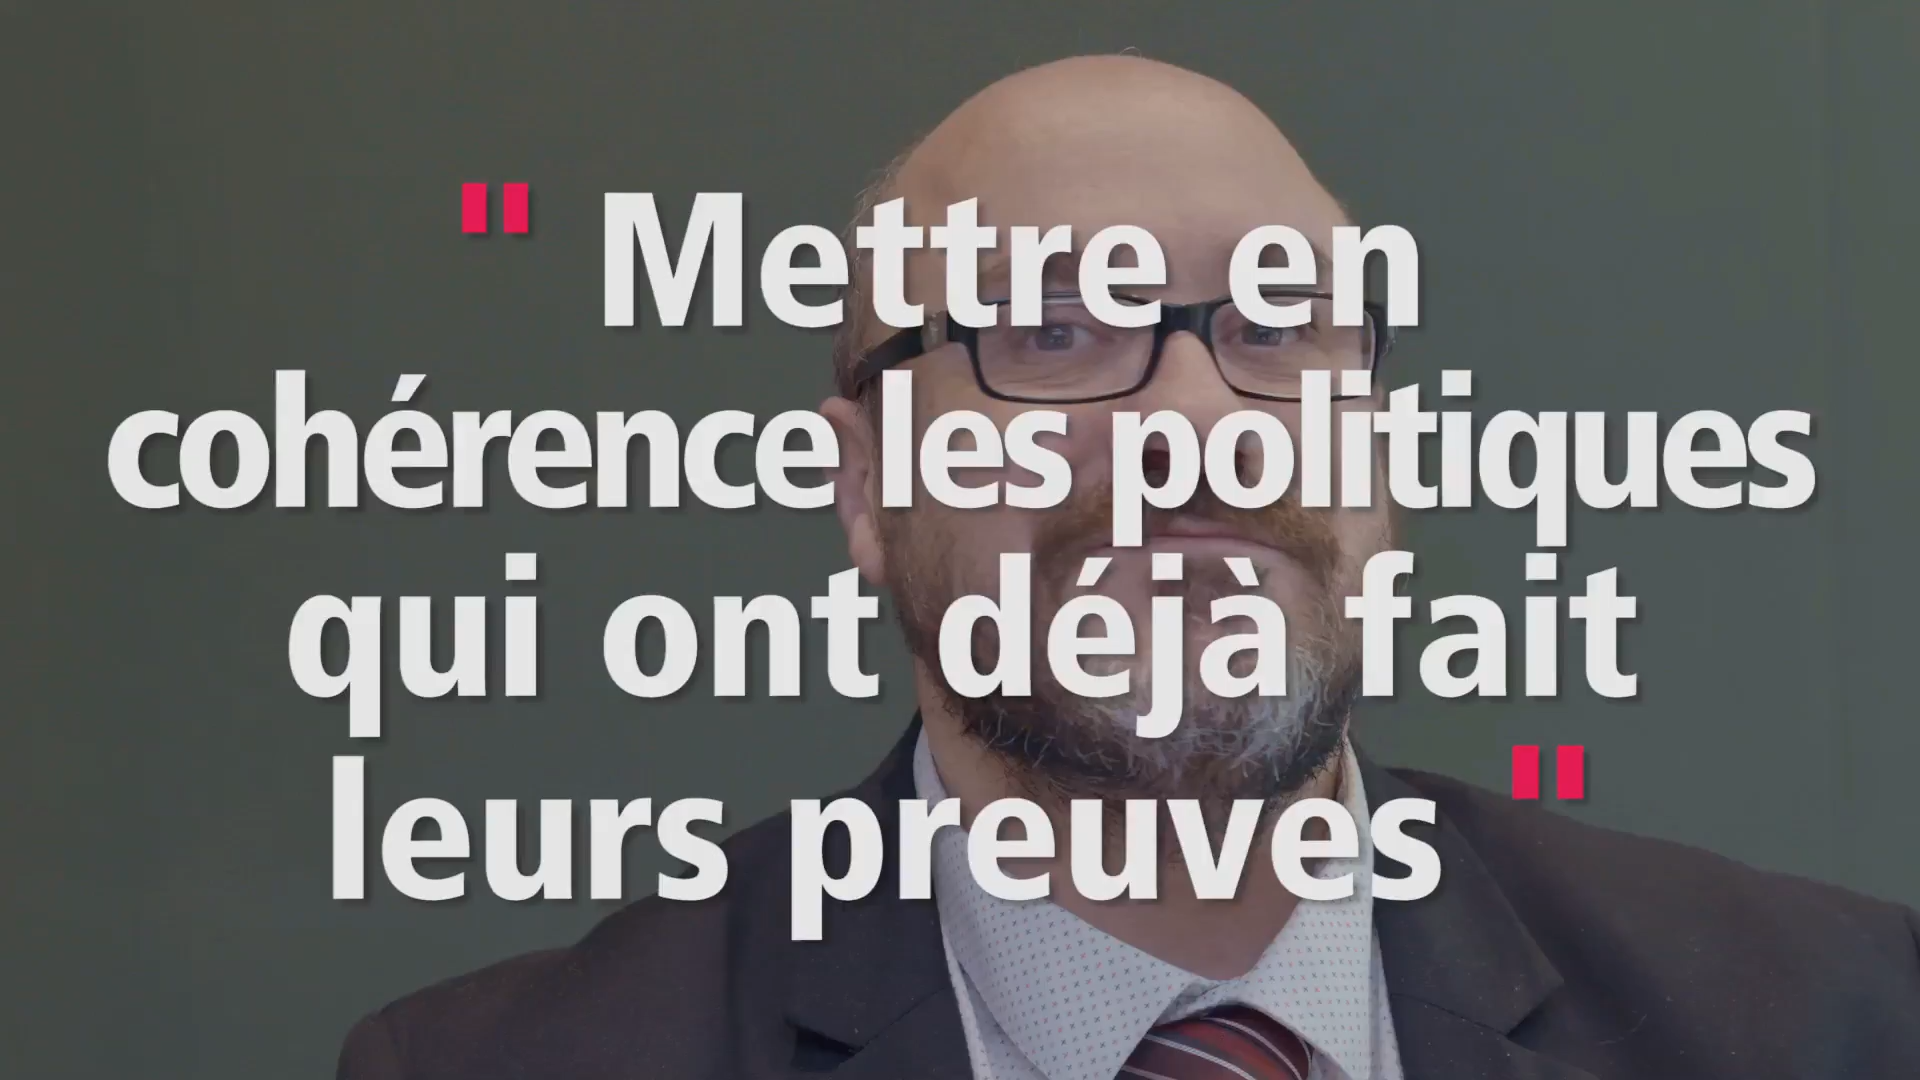 " Mettre en
cohérence les politiques
qui ont déjà fait
leurs preuves "